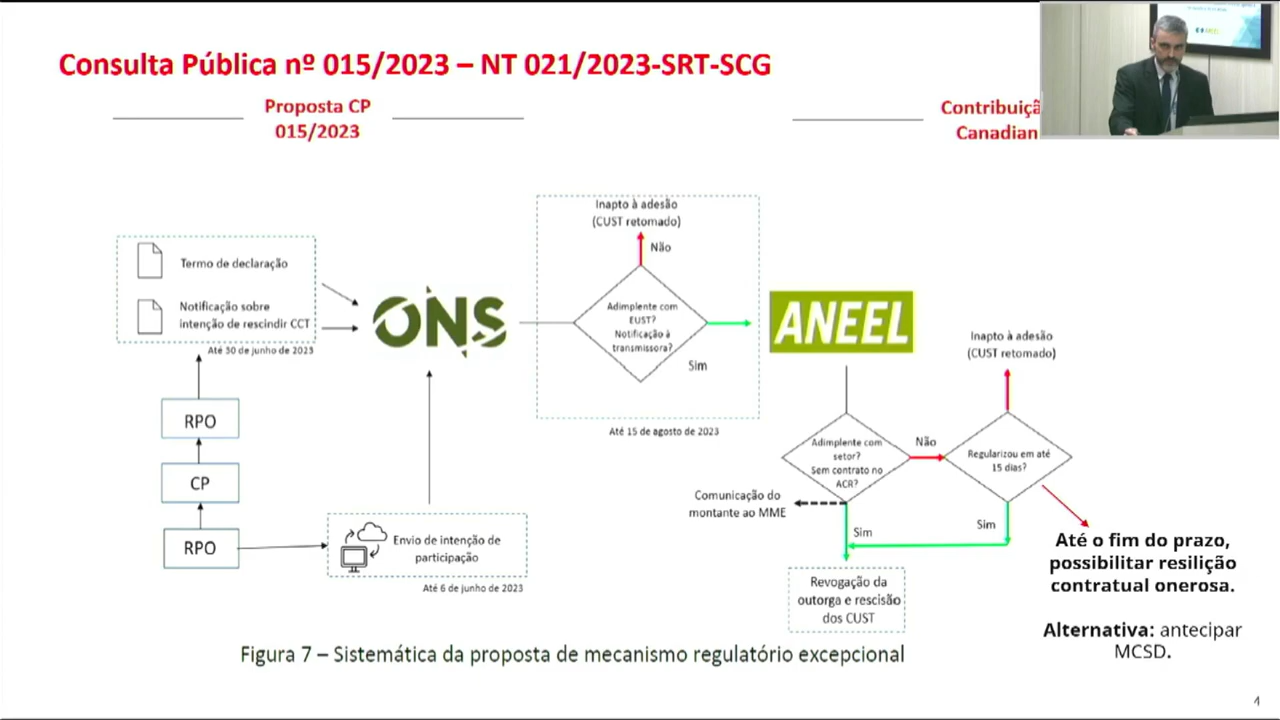 Consulta Pública nº 015/2023 – NT 021/2023-SRT-SCG
Proposta CP
015/2023
Contribuiçã
Canadian
Termo de declaração
Notificação sobre
intenção de rescindir CCT
Até 30 de junho de 2023
RPO
CP
RPO
Envio de intenção de
participação
Até 6 de junho de 2023
ONS
Inapto à adesão
(CUST retomado)
Não
Adimplente com
EUST?
Notificação à
transmissora?
Sim
Até 15 de agosto de 2023
ANEEL
Adimplente com
setor?
Sem contrato no
ACR?
Não
Comunicação do
montante ao MME
Sim
Revogação da
outorga e rescisão
dos CUST
Inapto à adesão
(CUST retomado)
Regularizou em até
15 dias?
Sim
Até o fim do prazo,
possibilitar resilição
contratual onerosa.
Alternativa: antecipar
MCSD.
Figura 7 – Sistemática da proposta de mecanismo regulatório excepcional
4